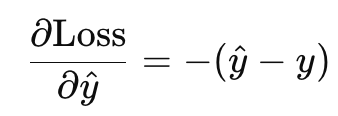 ∂Loss/∂ŷ = −(ŷ − y)